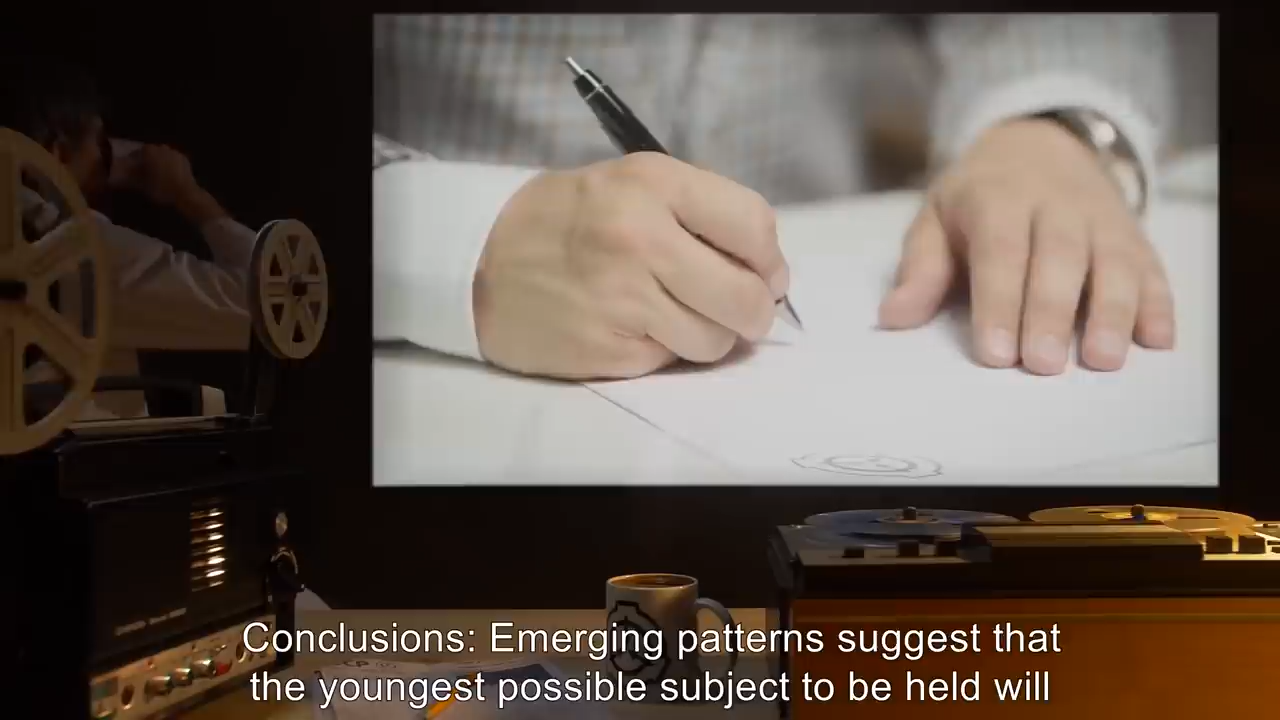 Conclusions: Emerging patterns suggest that
the youngest possible subject to be held will